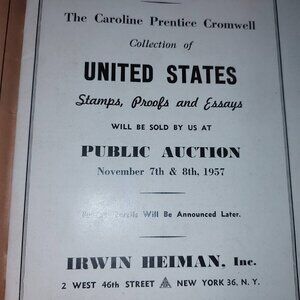 The Caroline Prentice Cromwell
Collection of
UNITED STATES
Stamps, Proofs and Essays
WILL BE SOLD BY US AT
PUBLIC AUCTION
November 7th & 8th, 1957
Will Be Announced Later.
IRWIN HEIMAN, Inc.
2 WEST 46th STREET NEW YORK 36, N. Y.